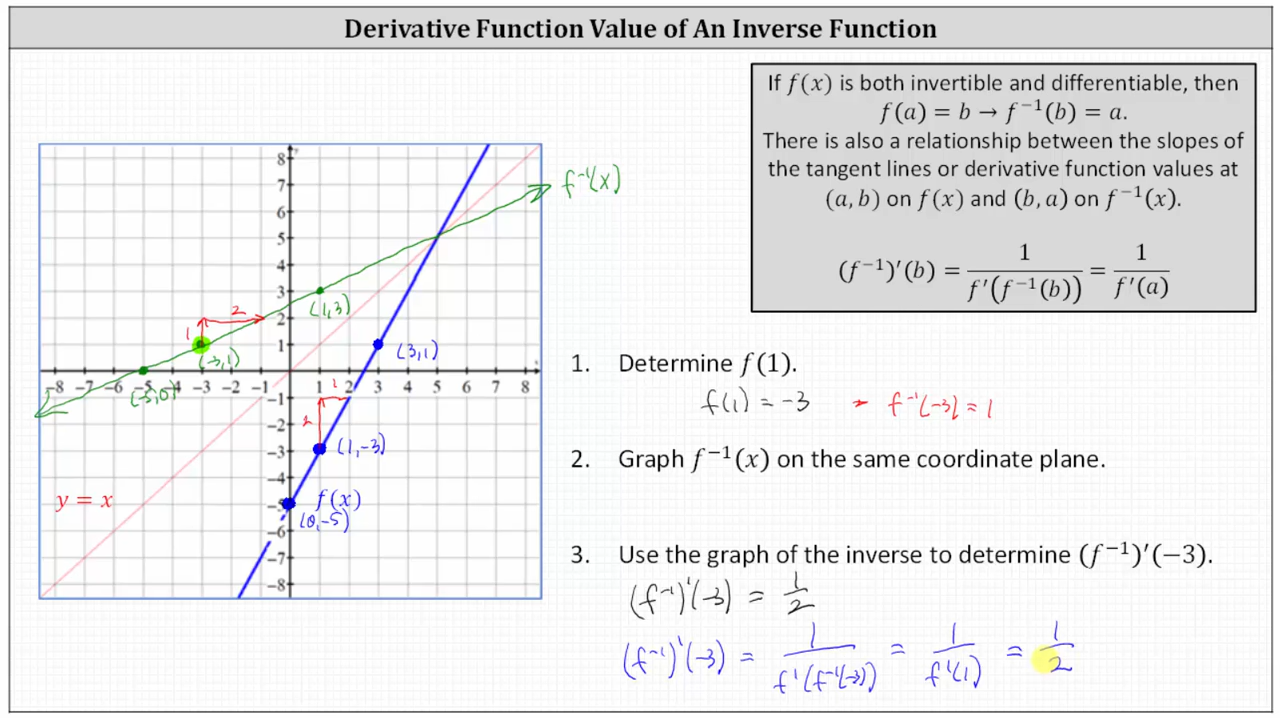 Derivative Function Value of An Inverse Function
If f(x) is both invertible and differentiable, then
f(a) = b → f⁻¹(b) = a.
There is also a relationship between the slopes of
the tangent lines or derivative function values at
(a, b) on f(x) and (b, a) on f⁻¹(x).
(f⁻¹)′(b) = 1/f′(f⁻¹(b)) = 1/f′(a)
8
7
6
5
4
3
2
1
-8 -7 -6 -5 -4 -3 -2 -1 1 2 3 4 5 6 7 8
-1
-2
-3
-4
-5
-6
-7
-8
f⁻¹(x)
(1,3)
1 2
(-3,1)
(-5,0)
(3,1)
1
2
(1,-3)
f(x)
(0,-5)
y = x
1. Determine f(1).
f(1) = -3 → f⁻¹(-3) = 1
2. Graph f⁻¹(x) on the same coordinate plane.
3. Use the graph of the inverse to determine (f⁻¹)′(−3).
(f⁻¹)'(-3) = 1/2
(f⁻¹)'(-3) = 1/f'(f⁻¹(-3)) = 1/f'(1) = 1/2